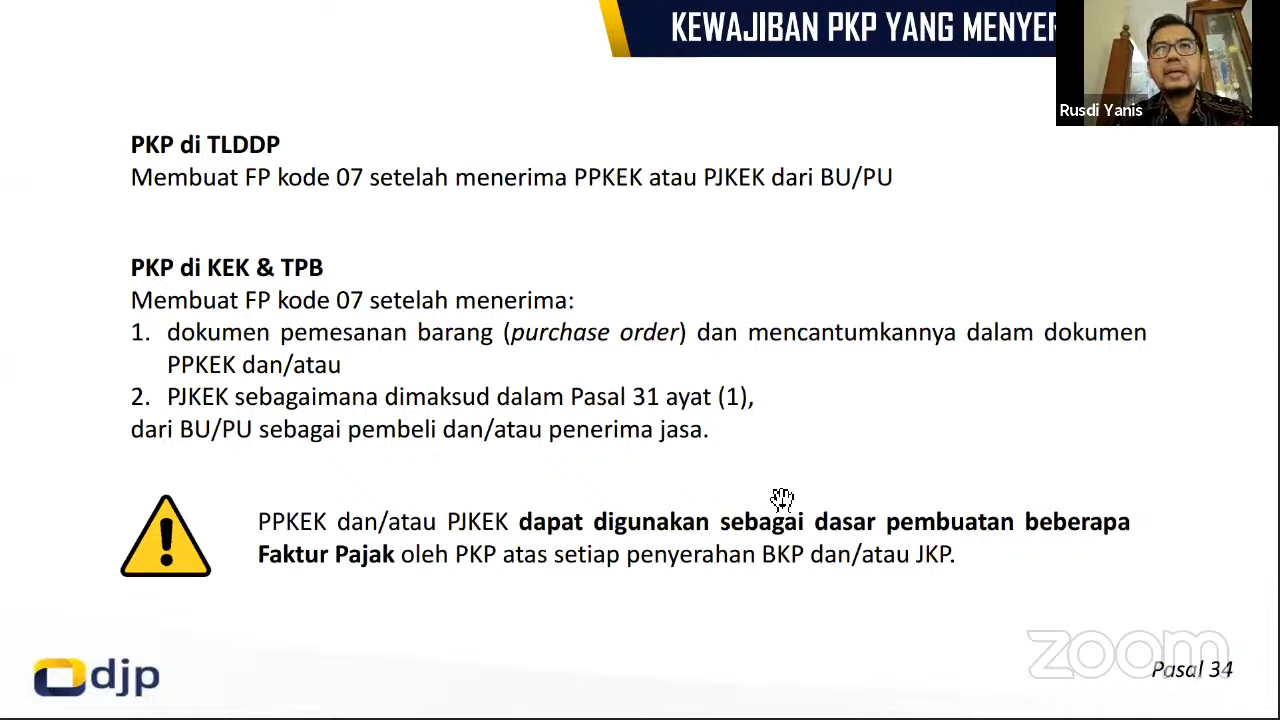 KEWAJIBAN PKP YANG
Rusdi Yanis
PKP di TLDDP
Membuat FP kode 07 setelah menerima PPKEK atau PJKEK dari BU/PU
PKP di KEK & TPB
Membuat FP kode 07 setelah menerima:
1. dokumen pemesanan barang (purchase order) dan mencantumkannya dalam dokumen
PPKEK dan/atau
2. PJKEK sebagaimana dimaksud dalam Pasal 31 ayat (1),
dari BU/PU sebagai pembeli dan/atau penerima jasa.
PPKEK dan/atau PJKEK dapat digunakan sebagai dasar pembuatan beberapa
Faktur Pajak oleh PKP atas setiap penyerahan BKP dan/atau JKP.
djp
zoom
Pasal 34